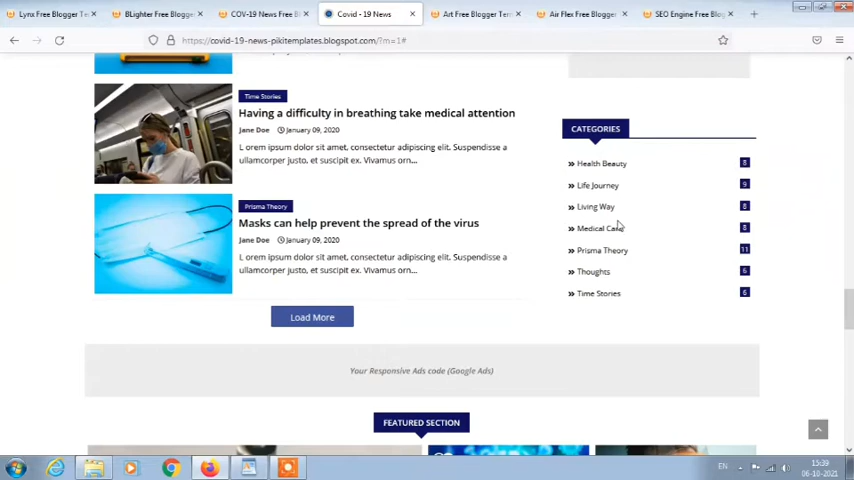 Lynx Free Blogger Te
BLighter Free Blogge
COV-19 News Free B
Covid - 19 News
Art Free Blogger Tem
Air Flex Free Blogger
SEO Engine Free Blog
https://covid-19-news-pikitemplates.blogspot.com/?m=1#
Time Stories
Having a difficulty in breathing take medical attention
Jane Doe January 09, 2020
L orem ipsum dolor sit amet, consectetur adipiscing elit. Suspendisse a
ullamcorper justo, et suscipit ex. Vivamus orn...
Prisma Theory
Masks can help prevent the spread of the virus
Jane Doe January 09, 2020
L orem ipsum dolor sit amet, consectetur adipiscing elit. Suspendisse a
ullamcorper justo, et suscipit ex. Vivamus orn...
Load More
CATEGORIES
Health Beauty 8
Life Journey 9
Living Way 8
Medical Care 8
Prisma Theory 11
Thoughts 6
Time Stories 6
Your Responsive Ads code (Google Ads)
FEATURED SECTION
EN
15:39
06-10-2021